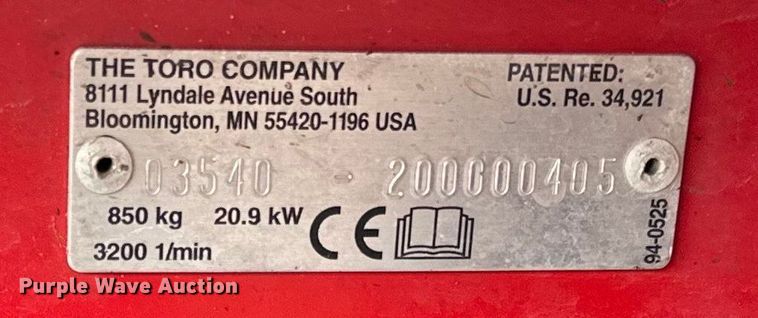 THE TORO COMPANY
8111 Lyndale Avenue South
Bloomington, MN 55420-1196 USA
PATENTED:
U.S. Re. 34,921
03540 - 200000405
850 kg 20.9 kW
3200 1/min
CE
94-0525
Purple Wave Auction